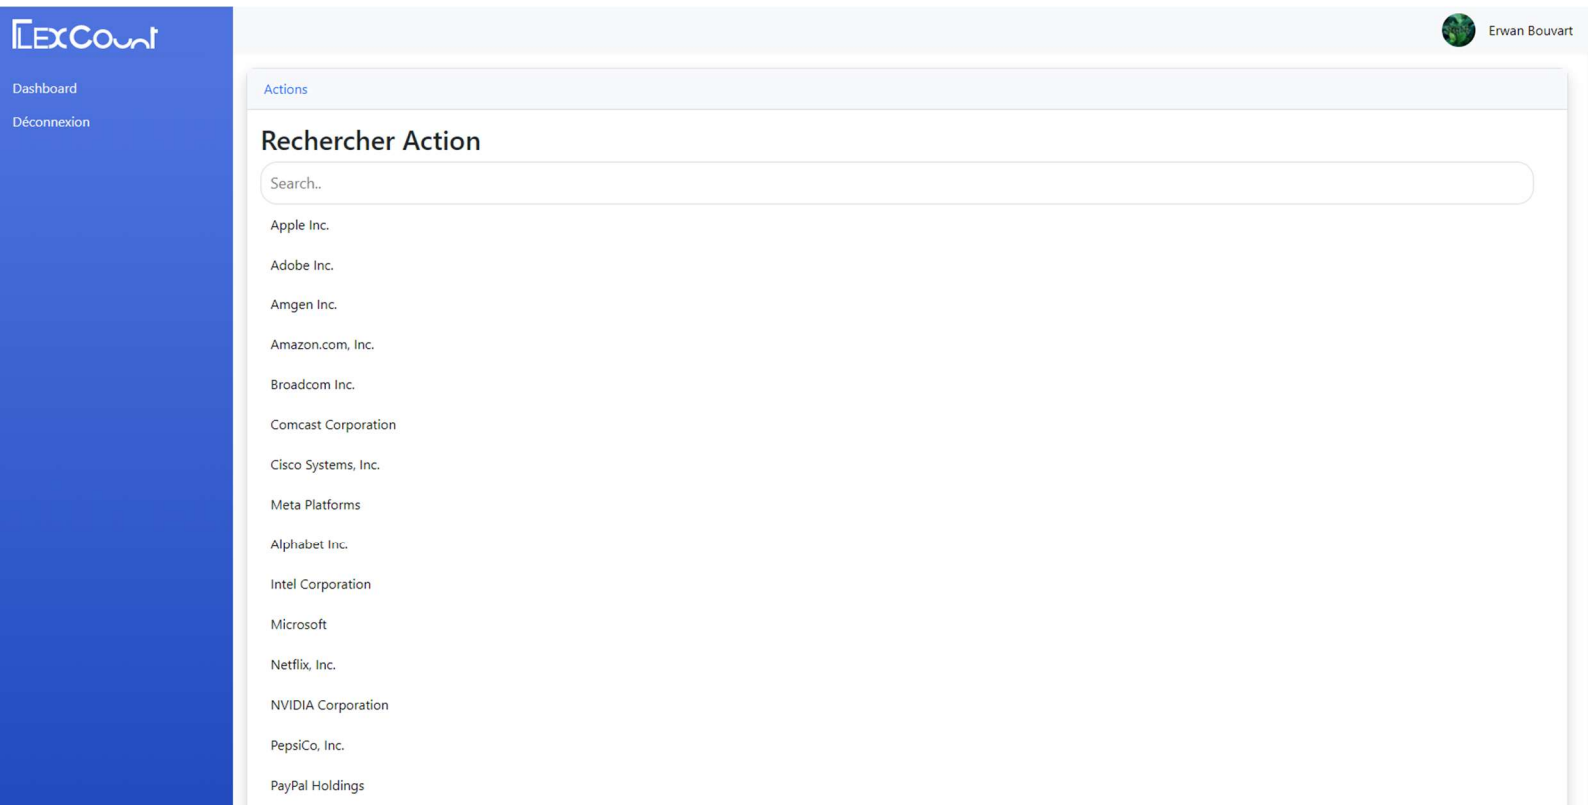 LEXCount
Erwan Bouvart
Dashboard
Déconnexion
Actions
Rechercher Action
Search..
Apple Inc.
Adobe Inc.
Amgen Inc.
Amazon.com, Inc.
Broadcom Inc.
Comcast Corporation
Cisco Systems, Inc.
Meta Platforms
Alphabet Inc.
Intel Corporation
Microsoft
Netflix, Inc.
NVIDIA Corporation
PepsiCo, Inc.
PayPal Holdings